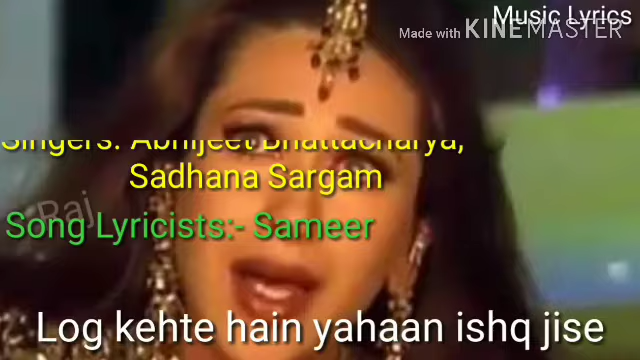 Music Lyrics
Made with KINEMASTER
Singers: Abhijeet Bhattacharya,
Sadhana Sargam
Raj
Song Lyricists:- Sameer
Log kehte hain yahaan ishq jise